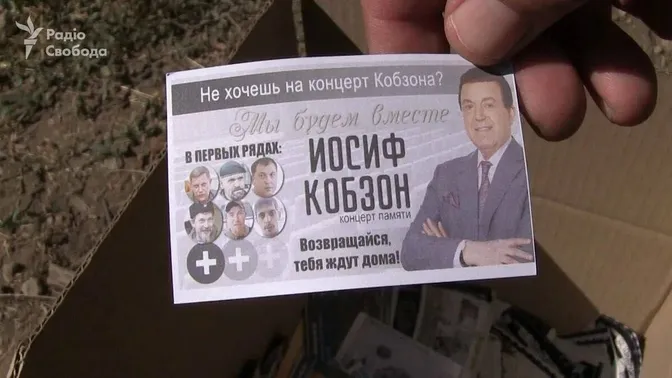 Радіо
Свобода
Не хочешь на концерт Кобзона?
Мы будем вместе
В ПЕРВЫХ РЯДАХ:
ИОСИФ
КОБЗОН
концерт памяти
Возвращайся,
тебя ждут дома!